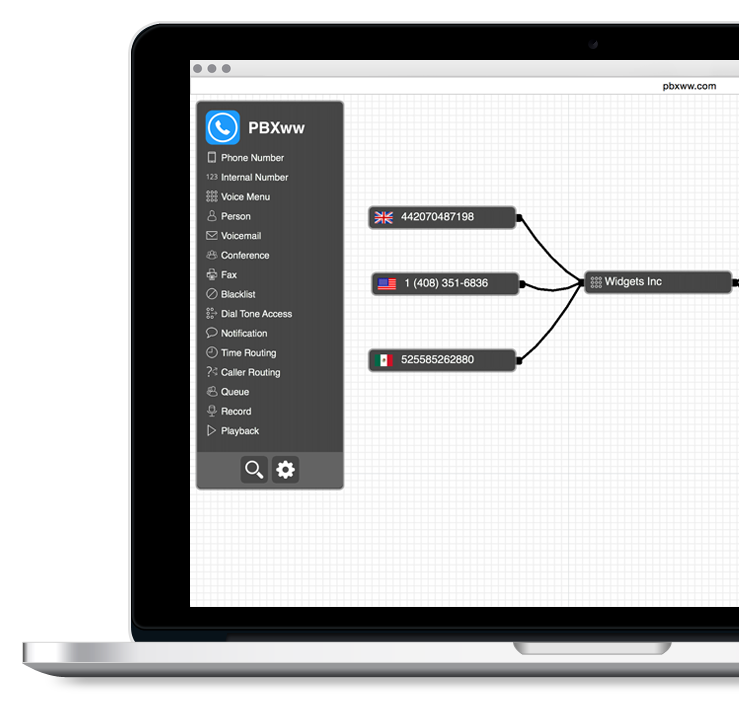 pbxww.com
PBXww
Phone Number
123 Internal Number
Voice Menu
Person
Voicemail
Conference
Fax
Blacklist
Dial Tone Access
Notification
Time Routing
Caller Routing
Queue
Record
Playback
442070487198
1 (408) 351-6836
Widgets Inc
525585262880